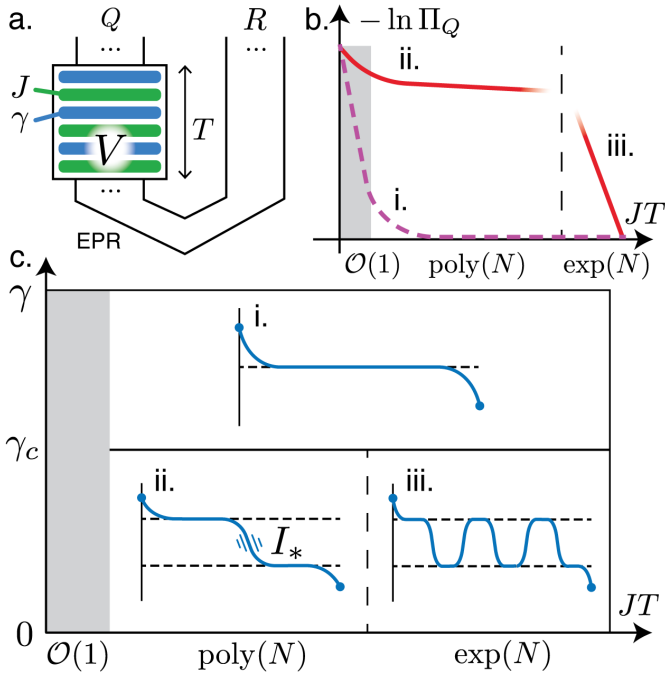 a.
Q
R
...
...
J
γ
T
V
...
EPR
b.
− ln Π_Q
ii.
iii.
i.
JT
O(1)
poly(N)
exp(N)
c.
γ
i.
γ_c
ii.
iii.
I_*
JT
0
O(1)
poly(N)
exp(N)